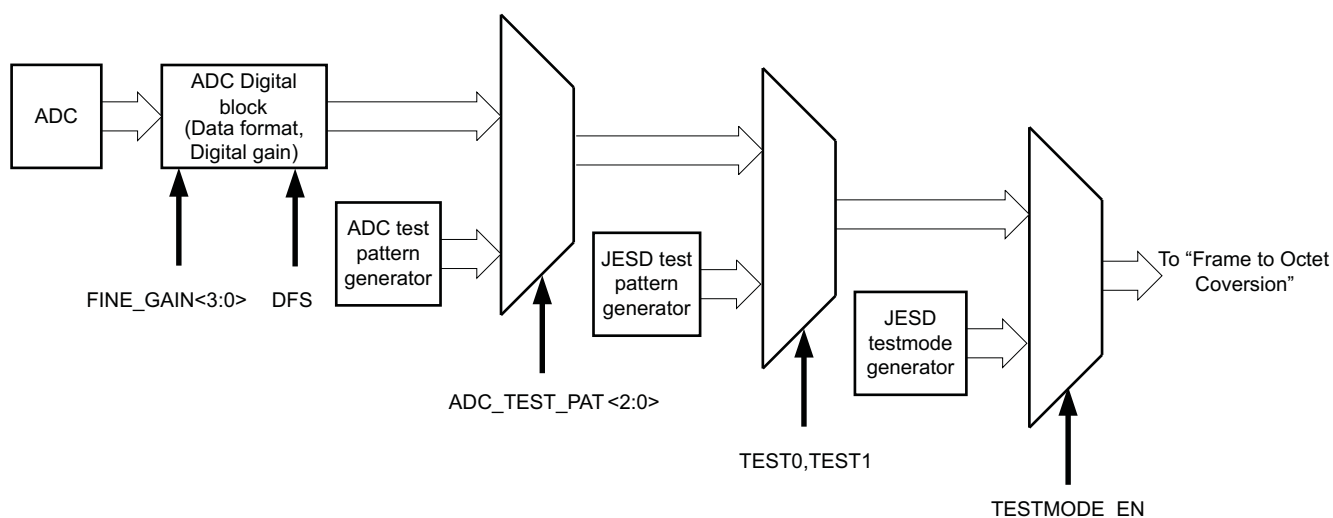 ADC
ADC Digital
block
(Data format,
Digital gain)
ADC test
pattern
generator
FINE_GAIN<3:0>
DFS
JESD test
pattern
generator
To “Frame to Octet
Coversion”
JESD
testmode
generator
ADC_TEST_PAT<2:0>
TEST0,TEST1
TESTMODE_EN